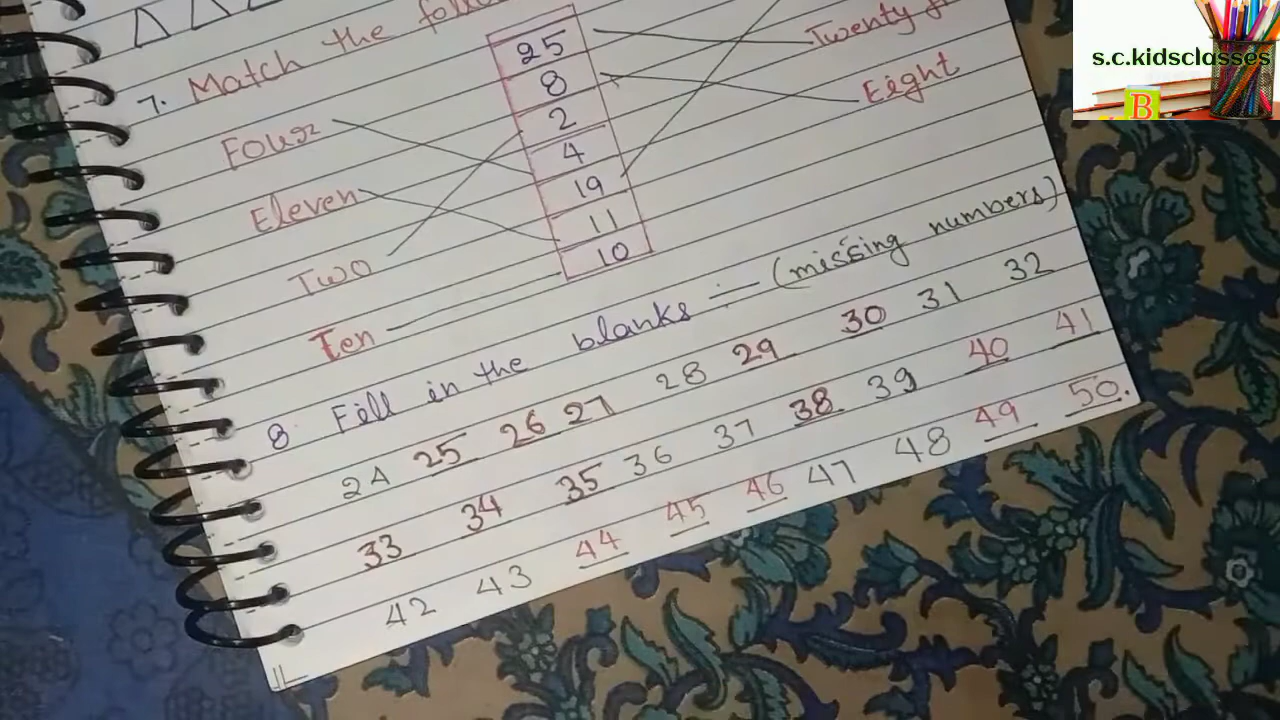 s.c.kidsclasses
B
7. Match the
Four 25 Twenty
Eleven 8 Eight
Two 2
Ten 4
19
11
10
8. Fill in the blanks :- (missing numbers)
24 25 26 27 28 29 30 31 32
33 34 35 36 37 38 39 40 41
42 43 44 45 46 47 48 49 50.